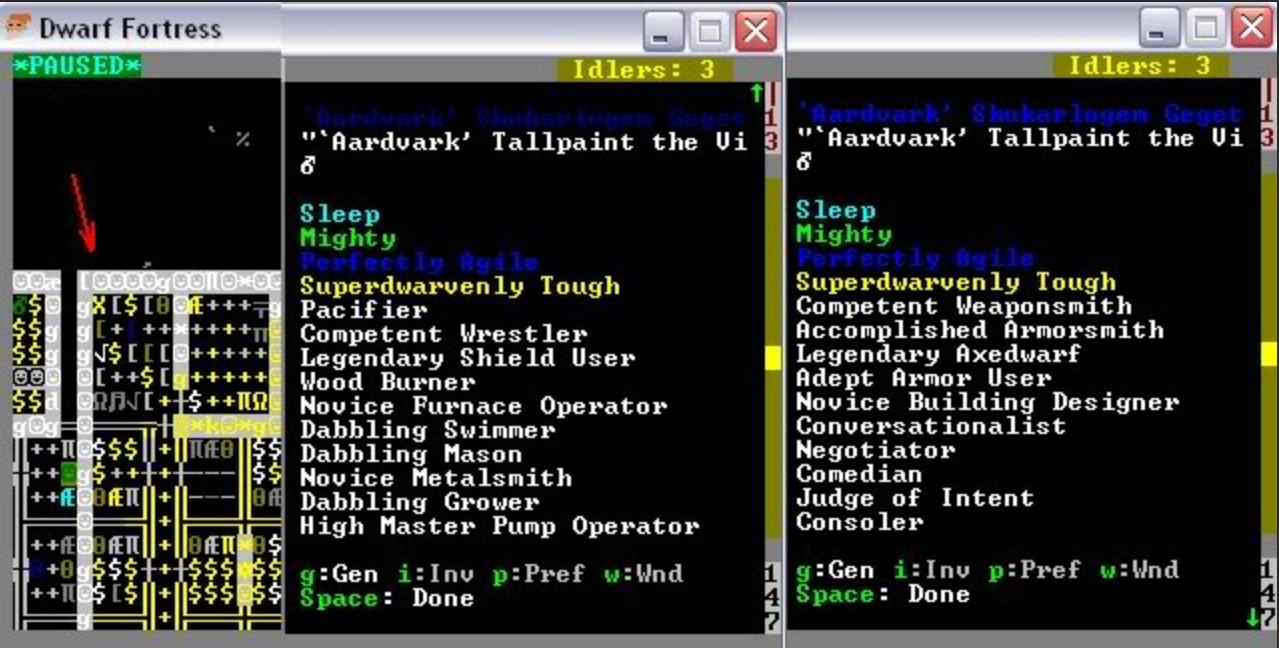 Dwarf Fortress
*PAUSED*
Idlers: 3
`Aardvark' Shukarlogem Geget
"`Aardvark' Tallpaint the Vi
♂
Sleep
Mighty
Perfectly Agile
Superdwarvenly Tough
Pacifier
Competent Wrestler
Legendary Shield User
Wood Burner
Novice Furnace Operator
Dabbling Swimmer
Dabbling Mason
Novice Metalsmith
Dabbling Grower
High Master Pump Operator
g:Gen i:Inv p:Pref w:Wnd
Space: Done
13
147
Idlers: 3
`Aardvark' Shukarlogem Geget
"`Aardvark' Tallpaint the Vi
♂
Sleep
Mighty
Perfectly Agile
Superdwarvenly Tough
Competent Weaponsmith
Accomplished Armorsmith
Legendary Axedwarf
Adept Armor User
Novice Building Designer
Conversationalist
Negotiator
Comedian
Judge of Intent
Consoler
g:Gen i:Inv p:Pref w:Wnd
Space: Done
13
147